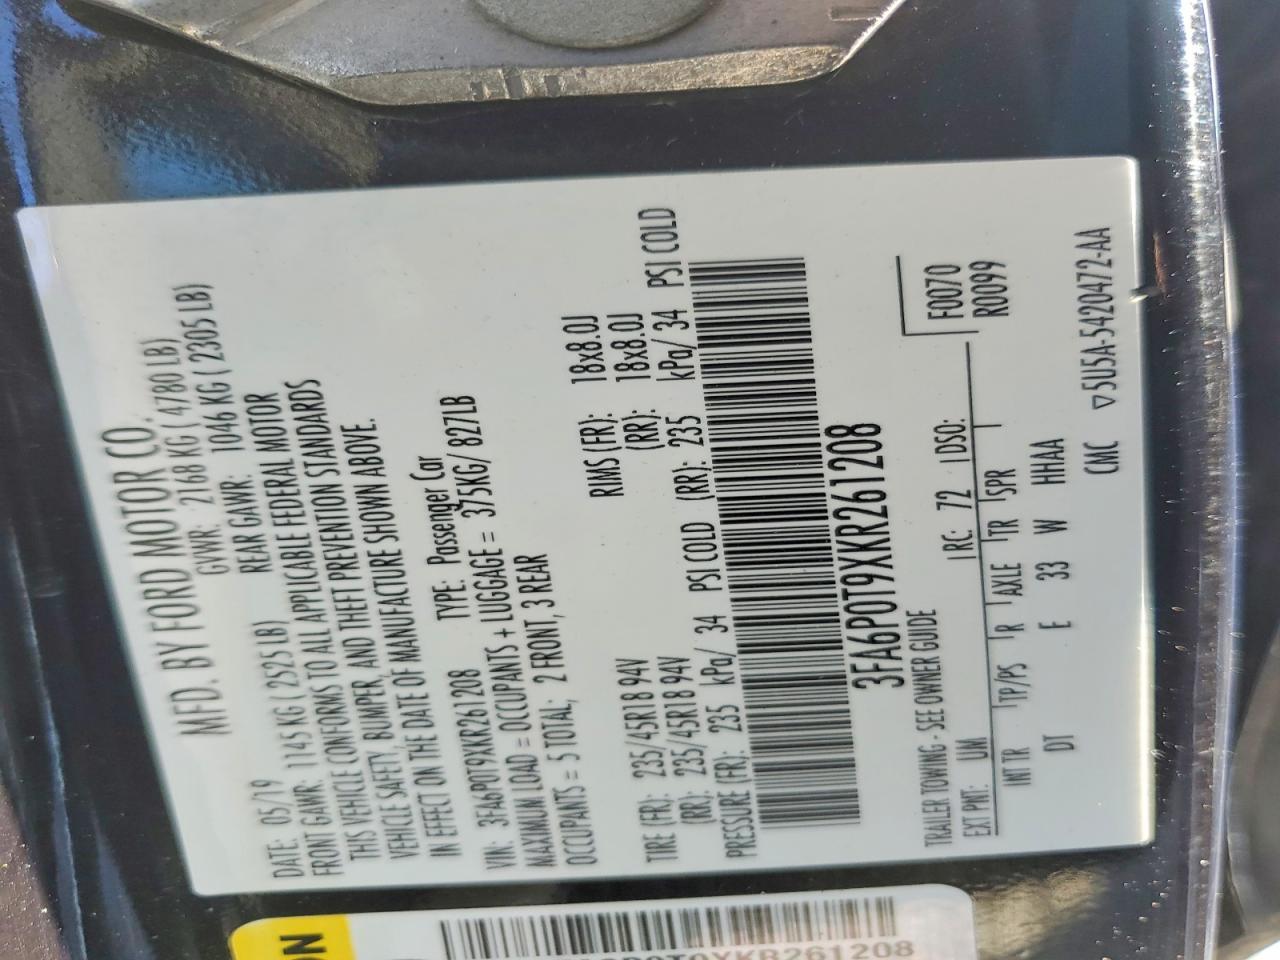 MFD. BY FORD MOTOR CO.
DATE: 05/19 GVWR: 2168 KG ( 4780 LB)
FRONT GAWR: 1145 KG ( 2525 LB) REAR GAWR: 1046 KG ( 2305 LB)
THIS VEHICLE CONFORMS TO ALL APPLICABLE FEDERAL MOTOR
VEHICLE SAFETY, BUMPER, AND THEFT PREVENTION STANDARDS
IN EFFECT ON THE DATE OF MANUFACTURE SHOWN ABOVE.
VIN: 3FA6P0T9XKR261208 TYPE: Passenger Car
MAXIMUM LOAD = OCCUPANTS + LUGGAGE = 375KG/ 827LB
OCCUPANTS = 5 TOTAL; 2 FRONT, 3 REAR
TIRE (FR): 235/45R18 94V RIMS (FR): 18x8.0J
(RR): 235/45R18 94V (RR): 18x8.0J
PRESSURE (FR): 235 kPa/ 34 PSI COLD (RR): 235 kPa/ 34 PSI COLD
3FA6P0T9XKR261208
F0070
R0099
TRAILER TOWING - SEE OWNER GUIDE
EXT PNT: UM RC: 72 DSO:
INT TR TP/PS R AXLE TR SPR
DT E 33 W HHAA
CMC ▽5U5A-5420472-AA
ON
261208